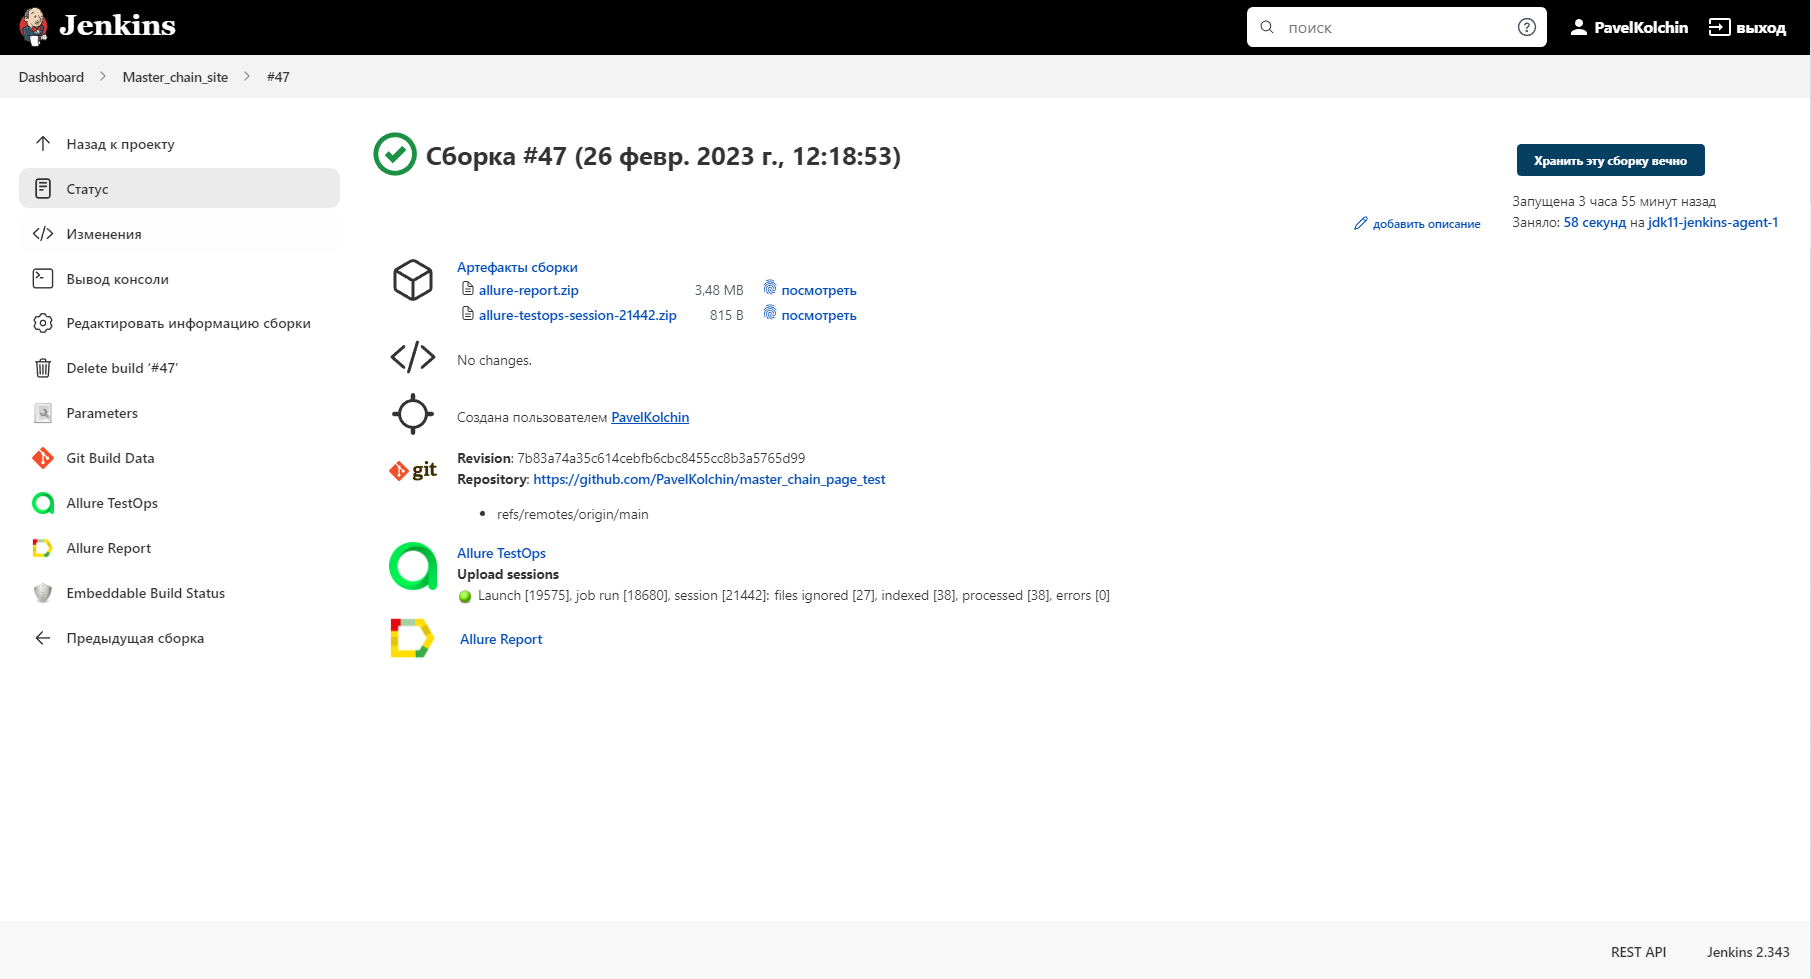 Jenkins
поиск
PavelKolchin
выход
Dashboard
Master_chain_site
#47
Назад к проекту
Статус
Изменения
Вывод консоли
Редактировать информацию сборки
Delete build ‘#47’
Parameters
Git Build Data
Allure TestOps
Allure Report
Embeddable Build Status
Предыдущая сборка
Сборка #47 (26 февр. 2023 г., 12:18:53)
Хранить эту сборку вечно
Запущена 3 часа 55 минут назад
добавить описание
Заняло: 58 секунд на jdk11-jenkins-agent-1
Артефакты сборки
allure-report.zip 3,48 MB посмотреть
allure-testops-session-21442.zip 815 B посмотреть
No changes.
Создана пользователем PavelKolchin
git
Revision: 7b83a74a35c614cebfb6cbc8455cc8b3a5765d99
Repository: https://github.com/PavelKolchin/master_chain_page_test
• refs/remotes/origin/main
Allure TestOps
Upload sessions
Launch [19575], job run [18680], session [21442]: files ignored [27], indexed [38], processed [38], errors [0]
Allure Report
REST API
Jenkins 2.343